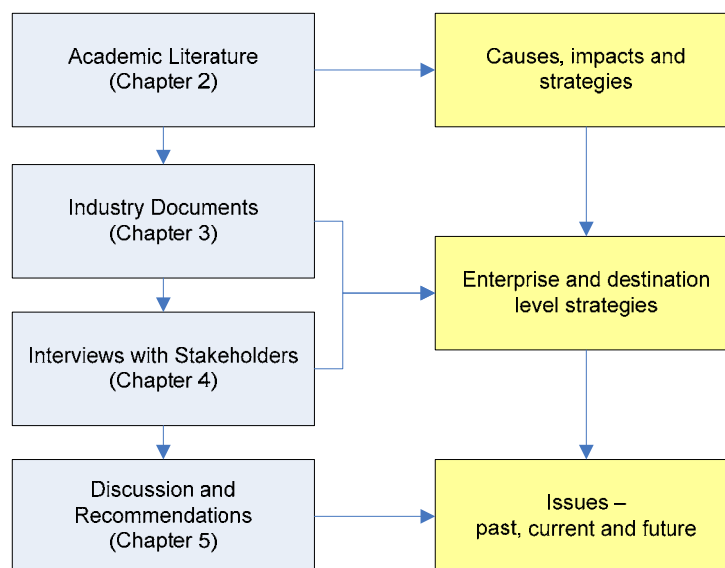 Academic Literature
(Chapter 2)
Causes, impacts and
strategies
Industry Documents
(Chapter 3)
Enterprise and destination
level strategies
Interviews with Stakeholders
(Chapter 4)
Discussion and
Recommendations
(Chapter 5)
Issues –
past, current and future